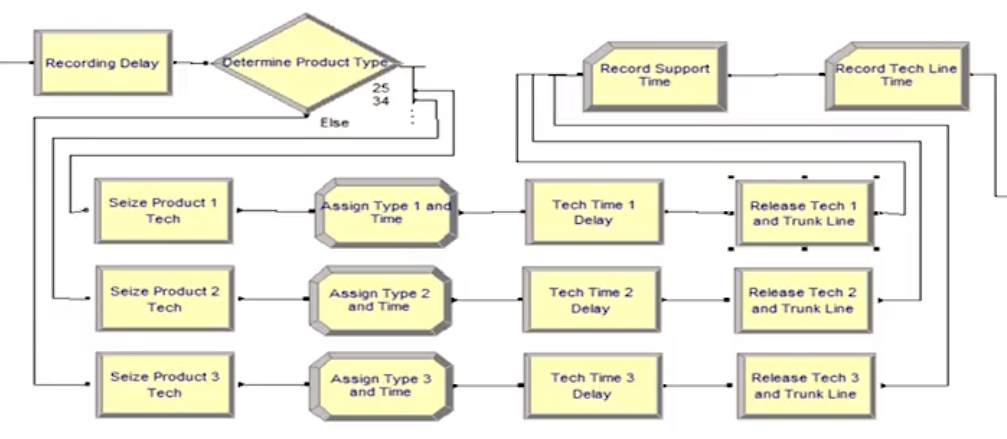 Recording Delay
Determine Product Type
25
34
Else
Record Support
Time
Record Tech Line
Time
Seize Product 1
Tech
Assign Type 1 and
Time
Tech Time 1
Delay
Release Tech 1
and Trunk Line
Seize Product 2
Tech
Assign Type 2
and Time
Tech Time 2
Delay
Release Tech 2
and Trunk Line
Seize Product 3
Tech
Assign Type 3
and Time
Tech Time 3
Delay
Release Tech 3
and Trunk Line